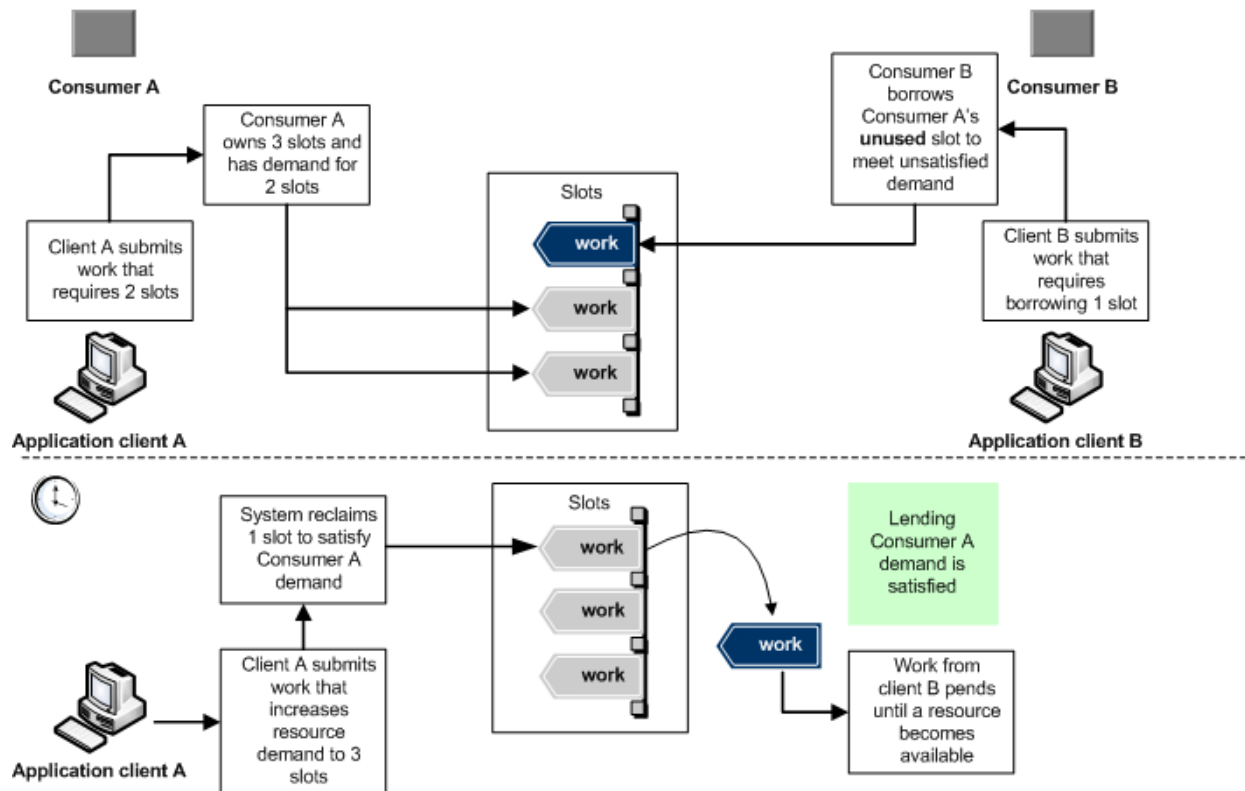 Consumer A
Consumer B
Consumer A
owns 3 slots and
has demand for
2 slots
Consumer B
borrows
Consumer A's
unused slot to
meet unsatisfied
demand
Client A submits
work that
requires 2 slots
Slots
work
work
work
Client B submits
work that
requires
borrowing 1 slot
Application client A
Application client B
System reclaims
1 slot to satisfy
Consumer A
demand
Slots
work
work
work
Lending
Consumer A
demand is
satisfied
Client A submits
work that
increases
resource
demand to 3
slots
work
Work from
client B pends
until a resource
becomes
available
Application client A